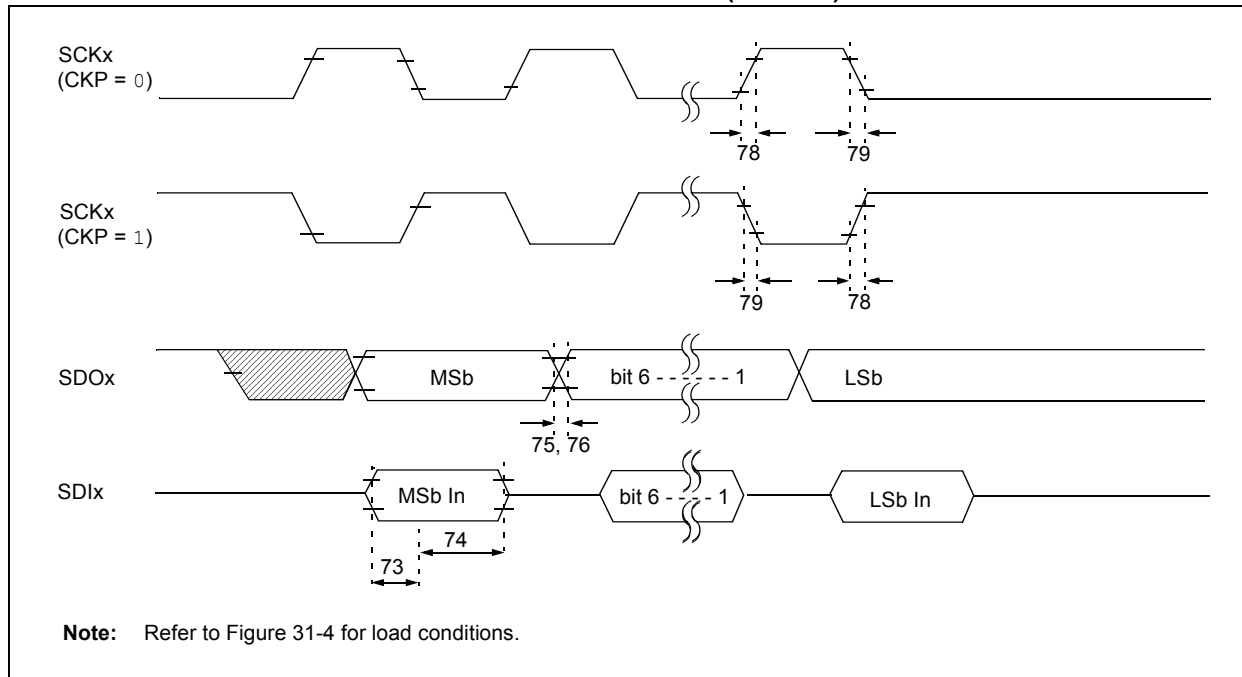 SCKx
(CKP = 0)
78
79
SCKx
(CKP = 1)
79
78
SDOx
MSb
bit 6 - - - - - - 1
LSb
75, 76
SDIx
MSb In
bit 6 - - - - 1
LSb In
74
73
Note: Refer to Figure 31-4 for load conditions.